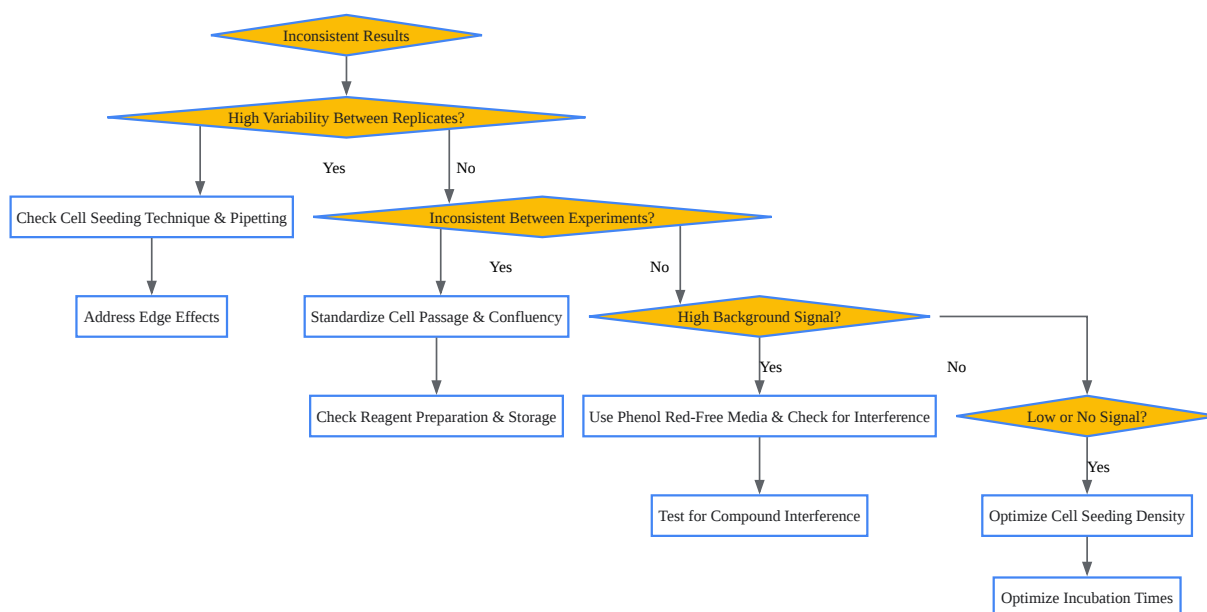 Inconsistent Results
High Variability Between Replicates?
Yes
No
Check Cell Seeding Technique & Pipetting
Inconsistent Between Experiments?
Yes
No
Address Edge Effects
Standardize Cell Passage & Confluency
High Background Signal?
Yes
No
Check Reagent Preparation & Storage
Use Phenol Red-Free Media & Check for Interference
Low or No Signal?
Yes
Test for Compound Interference
Optimize Cell Seeding Density
Optimize Incubation Times